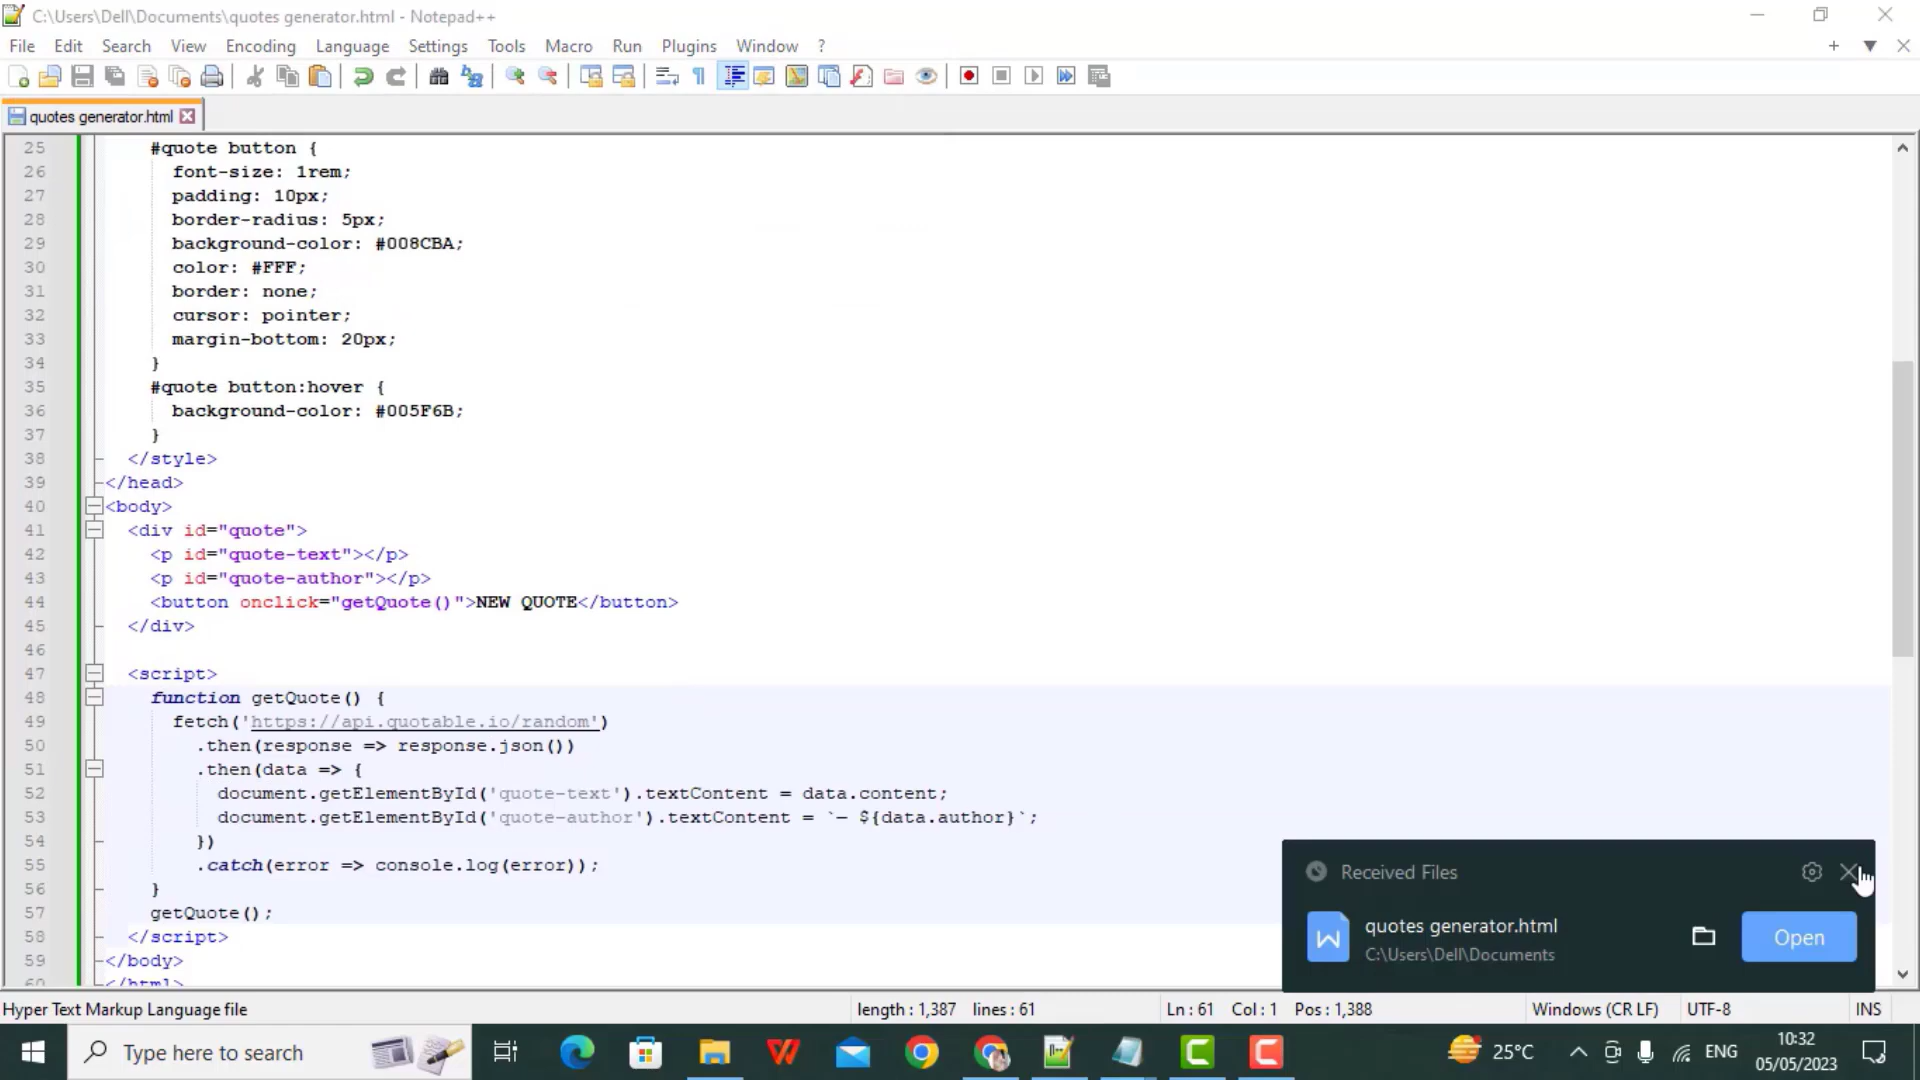 C:\Users\Dell\Documents\quotes generator.html - Notepad++
File Edit Search View Encoding Language Settings Tools Macro Run Plugins Window ?
quotes generator.html
25 #quote button {
26 font-size: 1rem;
27 padding: 10px;
28 border-radius: 5px;
29 background-color: #008CBA;
30 color: #FFF;
31 border: none;
32 cursor: pointer;
33 margin-bottom: 20px;
34 }
35 #quote button:hover {
36 background-color: #005F6B;
37 }
38 </style>
39 </head>
40 <body>
41 <div id="quote">
42 <p id="quote-text"></p>
43 <p id="quote-author"></p>
44 <button onclick="getQuote()">NEW QUOTE</button>
45 </div>
46
47 <script>
48 function getQuote() {
49 fetch('https://api.quotable.io/random')
50 .then(response => response.json())
51 .then(data => {
52 document.getElementById('quote-text').textContent = data.content;
53 document.getElementById('quote-author').textContent = `— ${data.author}`;
54 })
55 .catch(error => console.log(error));
56 }
57 getQuote();
58 </script>
59 </body>
60 </html>
Received Files
quotes generator.html
C:\Users\Dell\Documents
Open
Hyper Text Markup Language file length : 1,387 lines : 61 Ln : 61 Col : 1 Pos : 1,388 Windows (CR LF) UTF-8 INS
Type here to search
25°C
ENG
10:32
05/05/2023